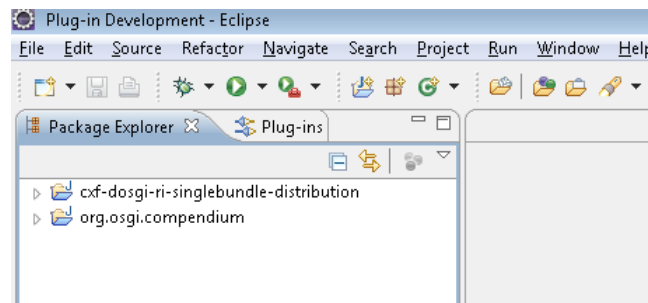 Plug-in Development - Eclipse
File Edit Source Refactor Navigate Search Project Run Window Help
Package Explorer Plug-ins
cxf-dosgi-ri-singlebundle-distribution
org.osgi.compendium